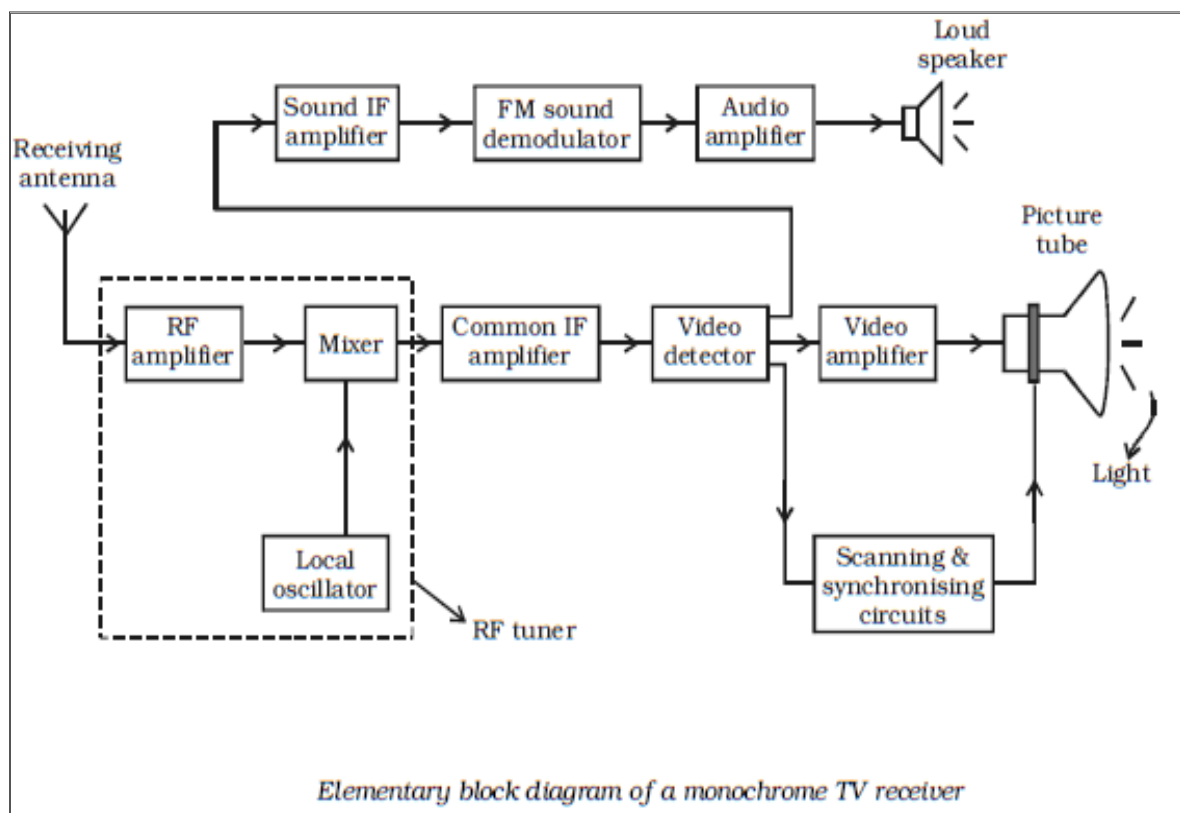 Loud
speaker
Sound IF
amplifier
FM sound
demodulator
Audio
amplifier
Receiving
antenna
Picture
tube
RF
amplifier
Mixer
Common IF
amplifier
Video
detector
Video
amplifier
Light
Local
oscillator
Scanning &
synchronising
circuits
RF tuner
Elementary block diagram of a monochrome TV receiver